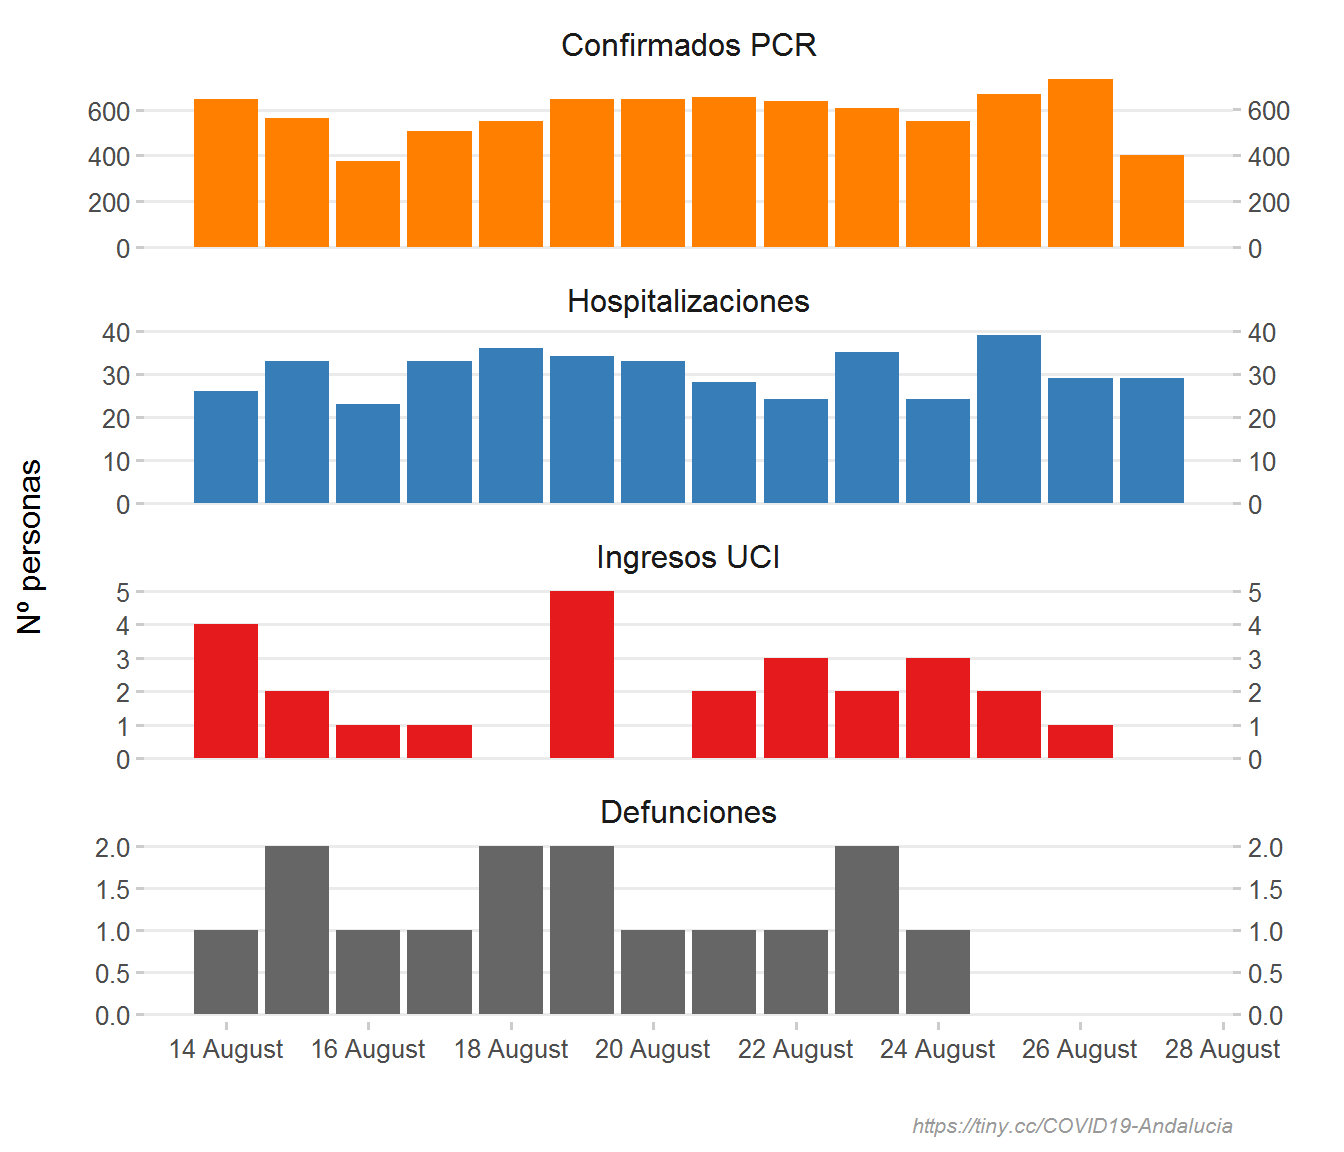 Confirmados PCR
600 600
400 400
200 200
0 0
Hospitalizaciones
40 40
30 30
20 20
10 10
0 0
Nº personas
Ingresos UCI
5 5
4 4
3 3
2 2
1 1
0 0
Defunciones
2.0 2.0
1.5 1.5
1.0 1.0
0.5 0.5
0.0 0.0
14 August 16 August 18 August 20 August 22 August 24 August 26 August 28 August
https://tiny.cc/COVID19-Andalucia